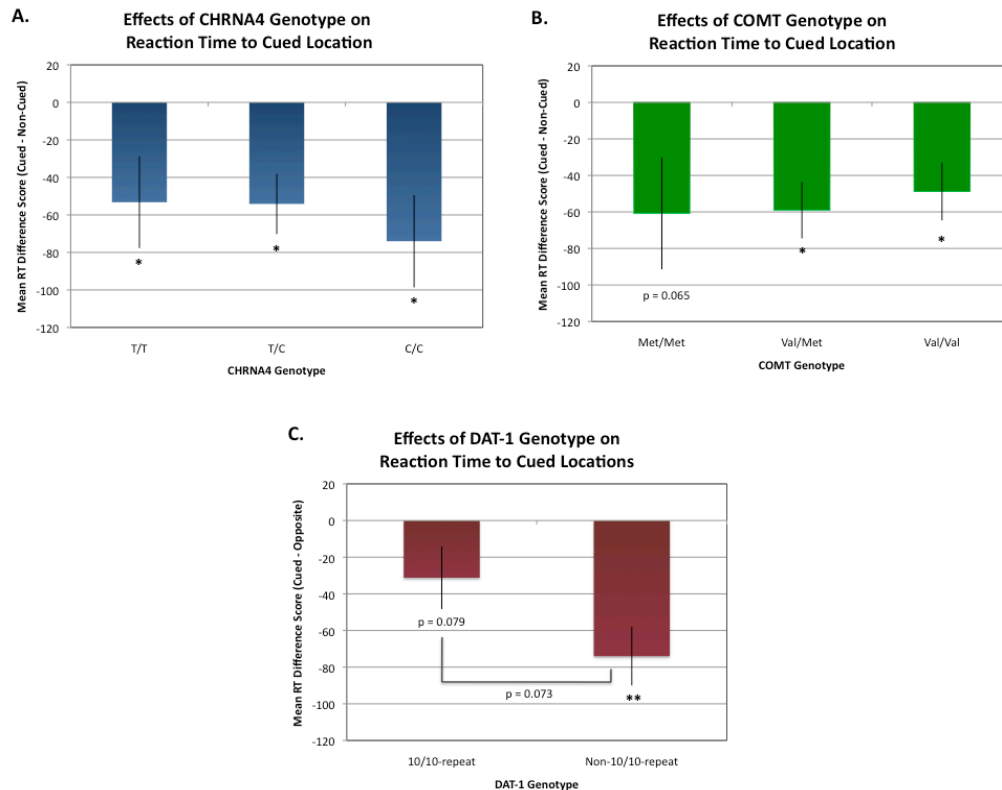 A.
Effects of CHRNA4 Genotype on
Reaction Time to Cued Location
Mean RT Difference Score (Cued - Non-Cued)
20
0
-20
-40
-60
-80
-100
-120
*
*
*
T/T
T/C
C/C
CHRNA4 Genotype
B.
Effects of COMT Genotype on
Reaction Time to Cued Location
Mean RT Difference Score (Cued - Non-Cued)
20
0
-20
-40
-60
-80
-100
-120
p = 0.065
*
*
Met/Met
Val/Met
Val/Val
COMT Genotype
C.
Effects of DAT-1 Genotype on
Reaction Time to Cued Locations
Mean RT Difference Score (Cued - Opposite)
20
0
-20
-40
-60
-80
-100
-120
p = 0.079
p = 0.073
**
10/10-repeat
Non-10/10-repeat
DAT-1 Genotype